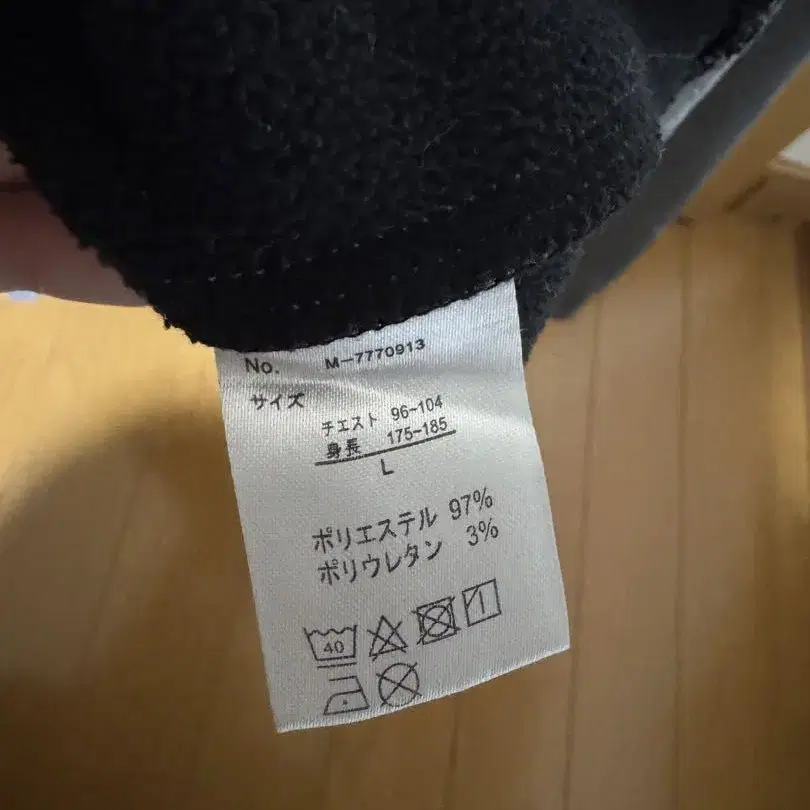 No. M-7770913
サイズ
チエスト 96-104
身長 175-185
L
ポリエステル 97%
ポリウレタン 3%
40